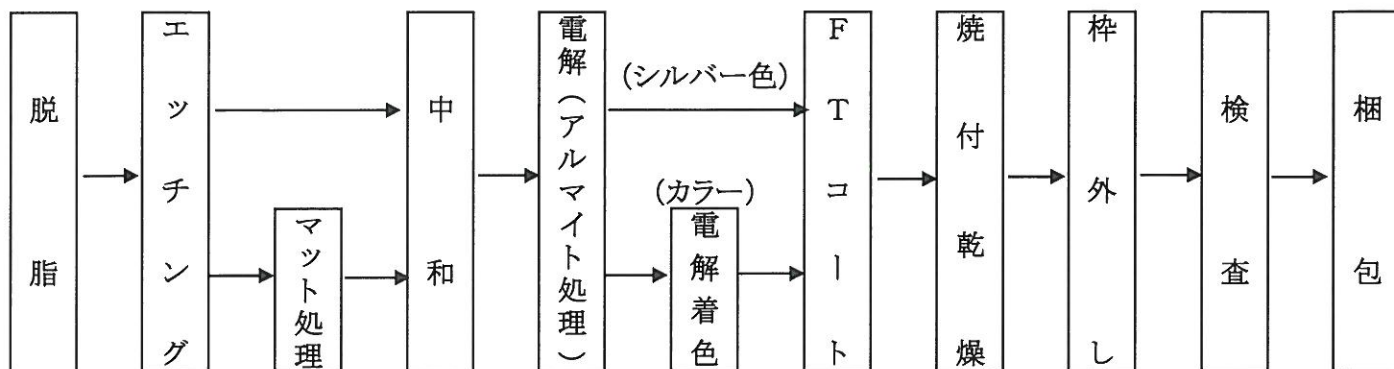 脱脂
エッチング
マット処理
中和
電解(アルマイト処理)
(シルバー色)
(カラー)
電解着色
FTコート
焼付乾燥
枠外し
検査
梱包